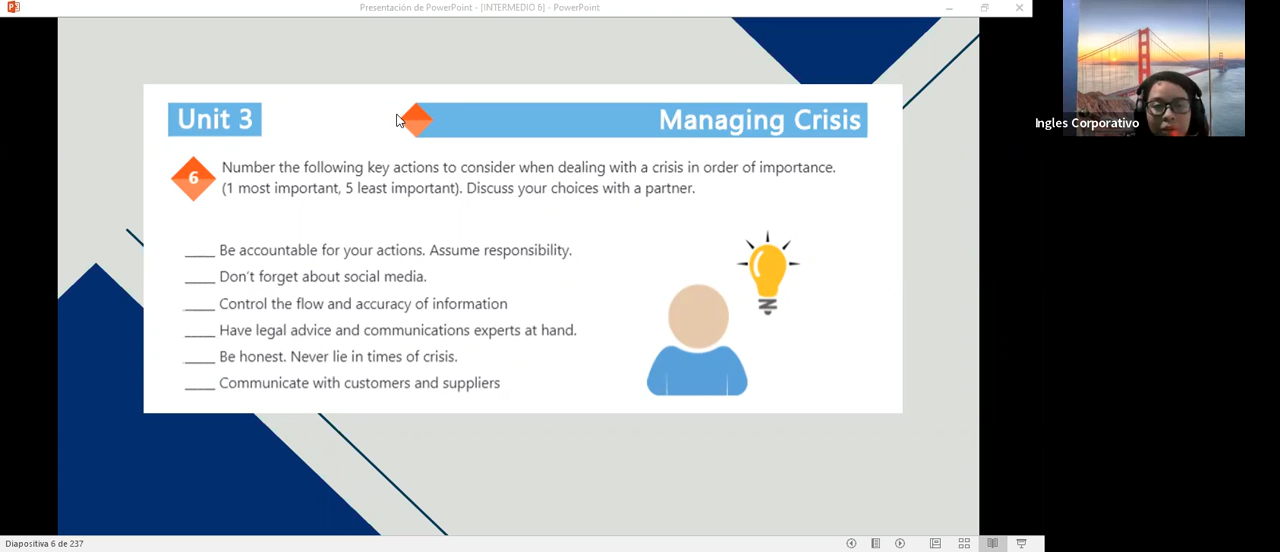 Presentación de PowerPoint - [INTERMEDIO 6] - PowerPoint
Ingles Corporativo
Unit 3
Managing Crisis
6
Number the following key actions to consider when dealing with a crisis in order of importance.
(1 most important, 5 least important). Discuss your choices with a partner.
____ Be accountable for your actions. Assume responsibility.
____ Don't forget about social media.
____ Control the flow and accuracy of information
____ Have legal advice and communications experts at hand.
____ Be honest. Never lie in times of crisis.
____ Communicate with customers and suppliers
Diapositiva 6 de 237